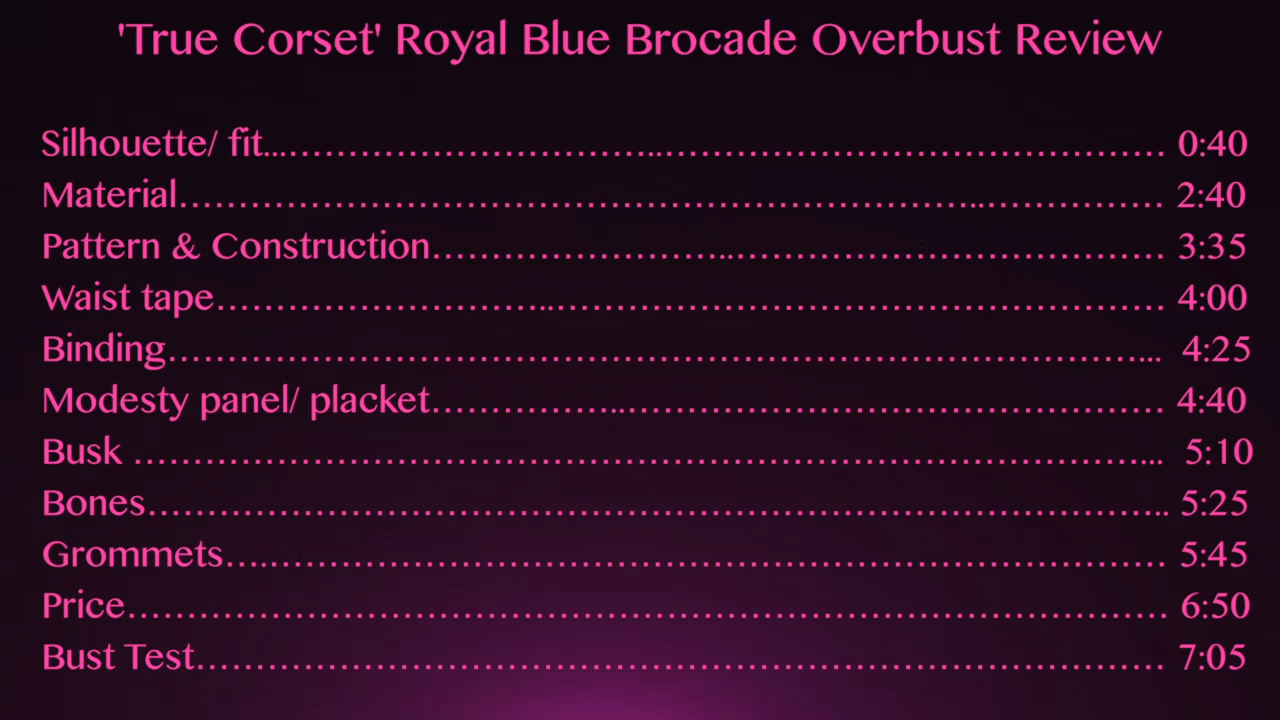 'True Corset' Royal Blue Brocade Overbust Review
Silhouette/ fit........................................................ 0:40
Material........................................................ 2:40
Pattern & Construction........................................................ 3:35
Waist tape........................................................ 4:00
Binding........................................................ 4:25
Modesty panel/ placket........................................................ 4:40
Busk ........................................................ 5:10
Bones........................................................ 5:25
Grommets........................................................ 5:45
Price........................................................ 6:50
Bust Test........................................................ 7:05